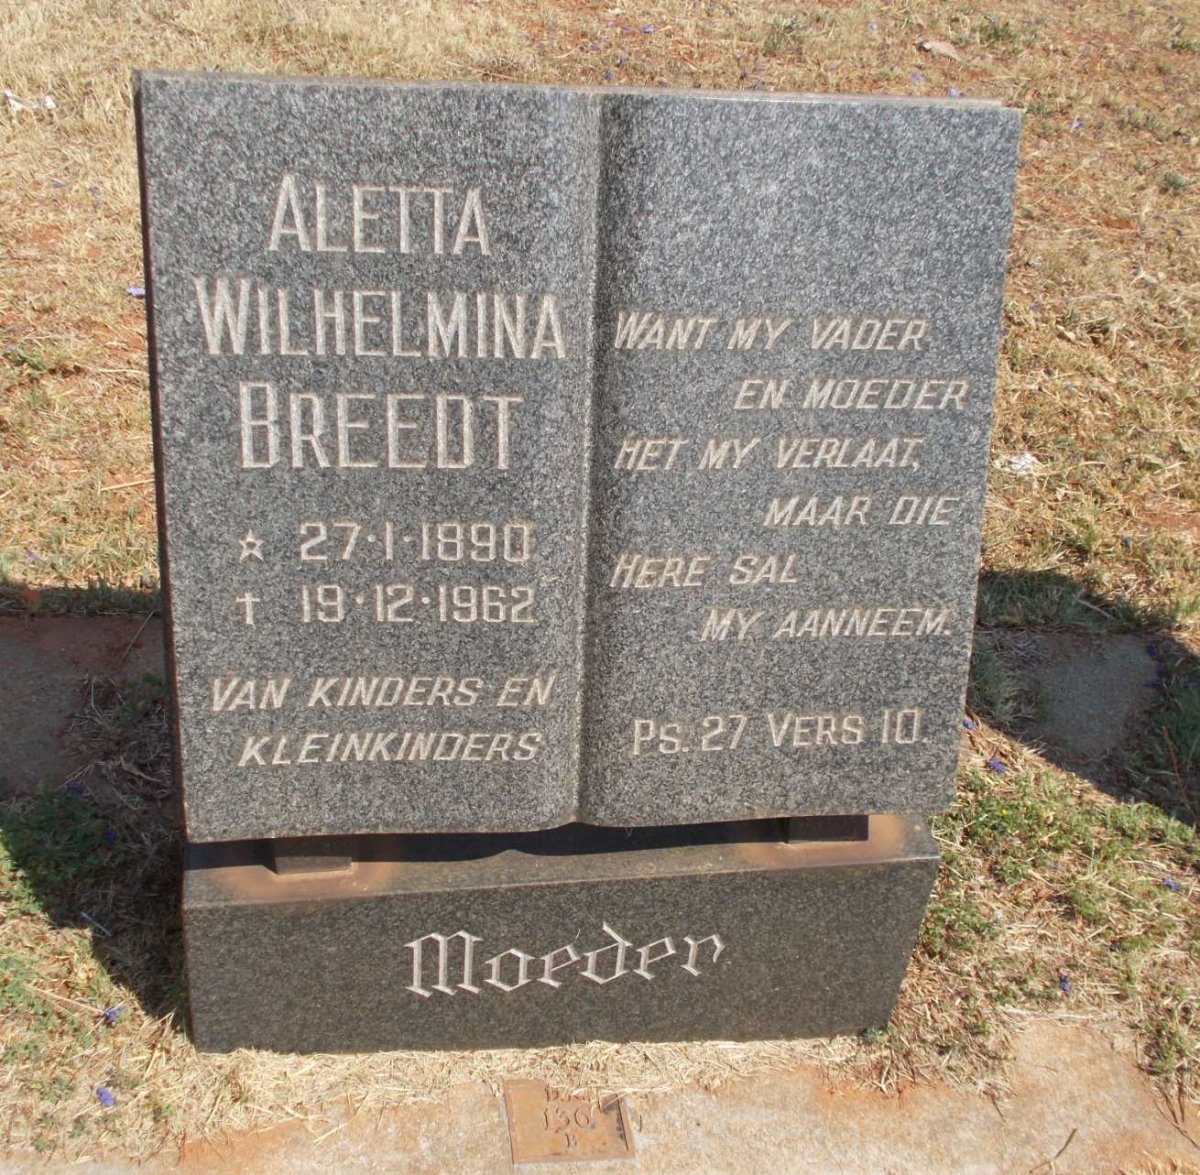 ALETTA
WILHELMINA
BREEDT
☆ 27·1·1890
† 19·12·1962
VAN KINDERS EN
KLEINKINDERS
WANT MY VADER
EN MOEDER
HET MY VERLAAT,
MAAR DIE
HERE SAL
MY AANNEEM.
PS. 27 VERS 10.
Moeder
B